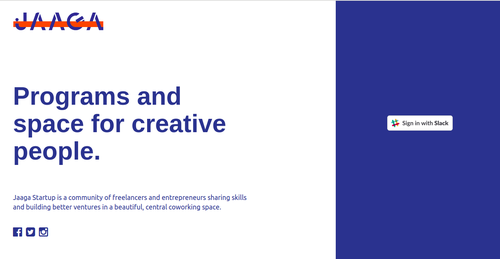 JAAGA
Programs and
space for creative
people.
Jaaga Startup is a community of freelancers and entrepreneurs sharing skills
and building better ventures in a beautiful, central coworking space.
Sign in with Slack